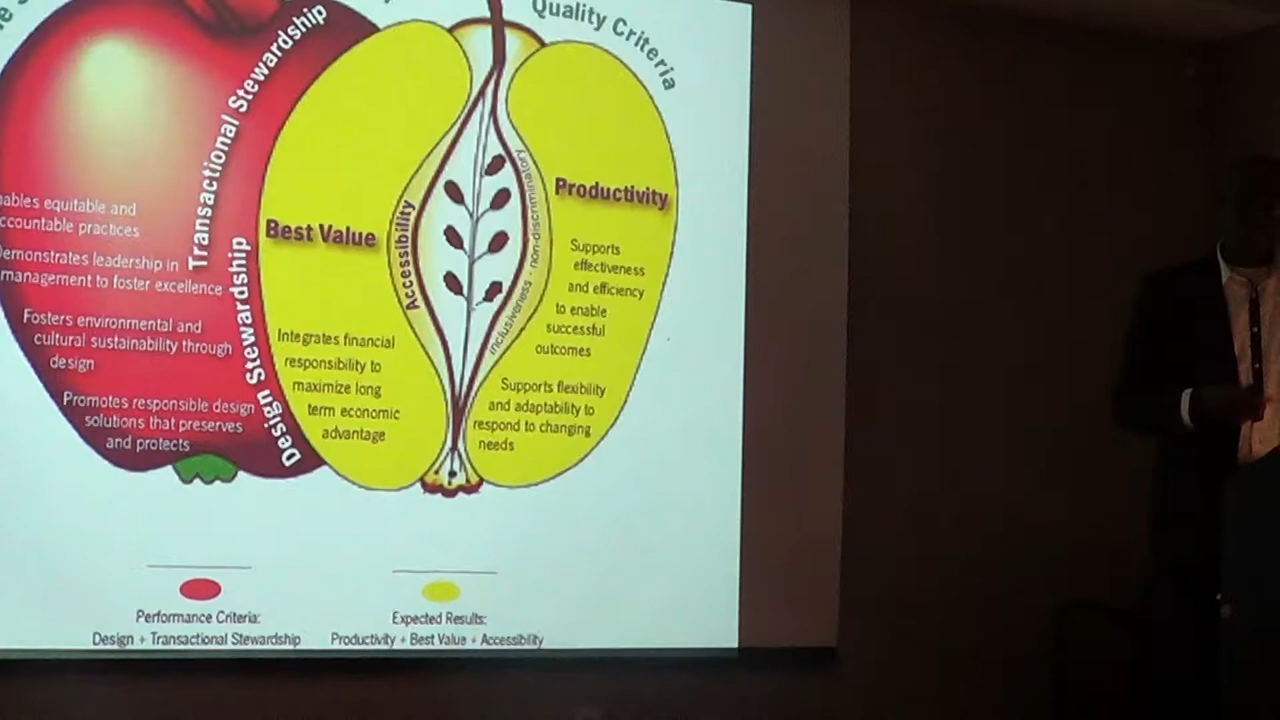 Quality Criteria
Transactional Stewardship
equitable and
practices
leadership in
management to foster excellence
Fosters environmental and
cultural sustainability through
design
Promotes responsible design
solutions that preserves
and protects
Design Stewardship
Best Value
Integrates financial
responsibility to
maximize long
term economic
advantage
Accessibility
inclusiveness - non-discriminatory
Productivity
Supports
effectiveness
and efficiency
to enable
successful
outcomes
Supports flexibility
and adaptability to
respond to changing
needs
Performance Criteria:
Design + Transactional Stewardship
Expected Results:
Productivity + Best Value + Accessibility